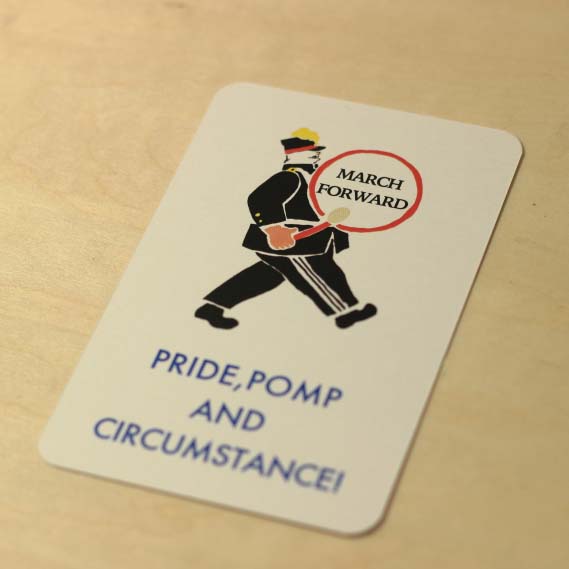 MARCH
FORWARD
PRIDE, POMP
AND
CIRCUMSTANCE!